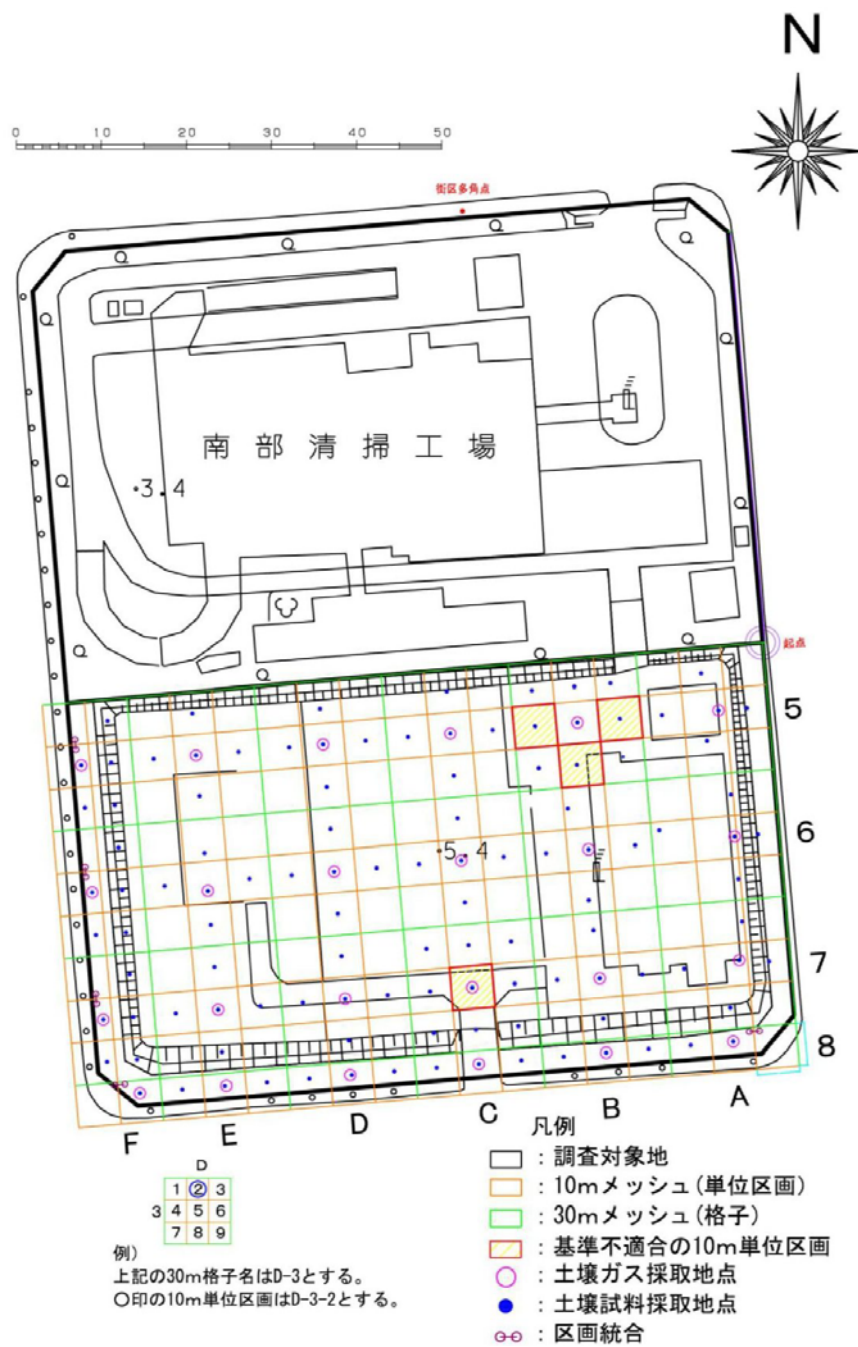 N
0 10 20 30 40 50
街区多角点
南部清掃工場
3.4
起点
5
6
5.4
7
8
F E D C B A
D
1 2 3
3 4 5 6
7 8 9
例)
上記の30m格子名はD-3とする。
○印の10m単位区画はD-3-2とする。
凡例
：調査対象地
：10mメッシュ(単位区画)
：30mメッシュ(格子)
：基準不適合の10m単位区画
：土壌ガス採取地点
：土壌試料採取地点
：区画統合